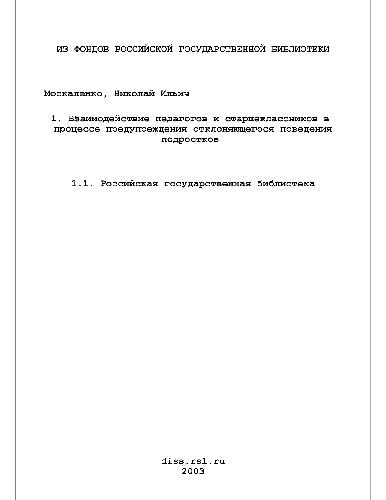 ИЗ ФОНДОВ РОССИЙСКОЙ ГОСУДАРСТВЕННОЙ БИБЛИОТЕКИ
Москаленко, Николай Ильич
1. Взаимодействие педагогов и старшеклассников в
процессе предупреждения отклоняющегося поведения
подростков
1.1. Российская государственная библиотека
diss.rsl.ru
2003